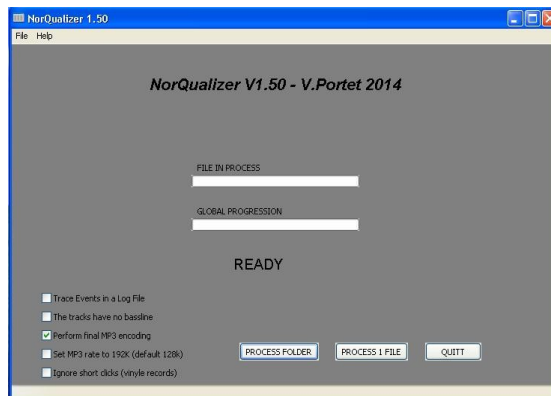 NorQualizer 1.50
File Help
NorQualizer V1.50 - V.Portet 2014
FILE IN PROCESS
GLOBAL PROGRESSION
READY
Trace Events in a Log File
The tracks have no bassline
Perform final MP3 encoding
Set MP3 rate to 192K (default 128k)
Ignore short clicks (vinyle records)
PROCESS FOLDER PROCESS 1 FILE QUITT